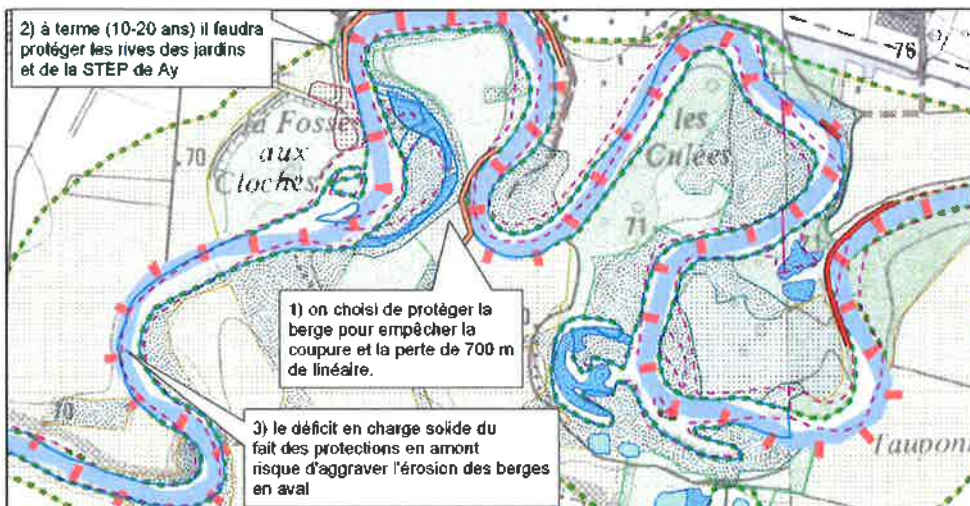 2) à terme (10-20 ans) il faudra
protéger les rives des jardins
et de la STEP de Ay
76
la Fosse
aux
Cloches
70
les
Culées
71
1) on choisi de protéger la
berge pour empêcher la
coupure et la perte de 700 m
de linéaire.
70
3) le déficit en charge solide du
fait des protections en amont
risque d'aggraver l'érosion des berges
en aval